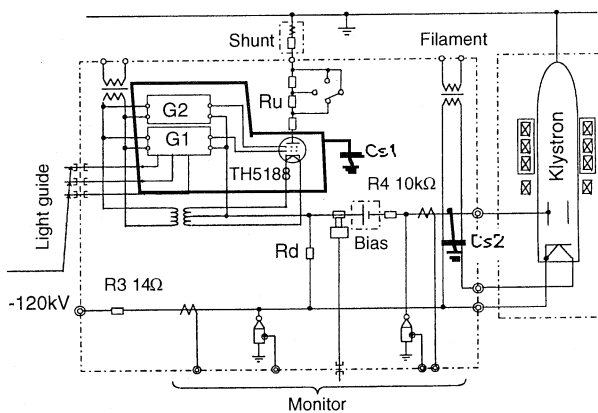 Shunt
Filament
G2
Ru
G1
Cs1
Klystron
TH5188
R4 10kΩ
Light guide
Cs2
Bias
Rd
R3 14Ω
-120kV
Monitor